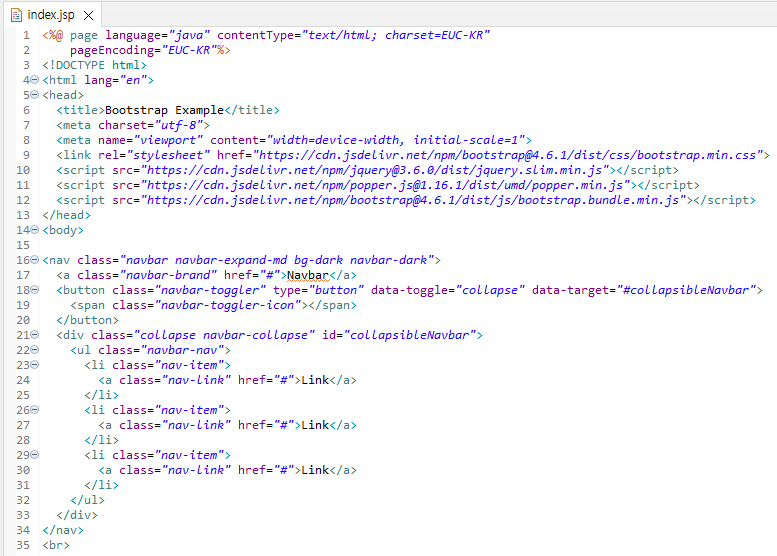 index.jsp
1 <%@ page language="java" contentType="text/html; charset=EUC-KR"
2     pageEncoding="EUC-KR"%>
3 <!DOCTYPE html>
4 <html lang="en">
5 <head>
6   <title>Bootstrap Example</title>
7   <meta charset="utf-8">
8   <meta name="viewport" content="width=device-width, initial-scale=1">
9   <link rel="stylesheet" href="https://cdn.jsdelivr.net/npm/bootstrap@4.6.1/dist/css/bootstrap.min.css">
10   <script src="https://cdn.jsdelivr.net/npm/jquery@3.6.0/dist/jquery.slim.min.js"></script>
11   <script src="https://cdn.jsdelivr.net/npm/popper.js@1.16.1/dist/umd/popper.min.js"></script>
12   <script src="https://cdn.jsdelivr.net/npm/bootstrap@4.6.1/dist/js/bootstrap.bundle.min.js"></script>
13 </head>
14 <body>
15
16 <nav class="navbar navbar-expand-md bg-dark navbar-dark">
17   <a class="navbar-brand" href="#">Navbar</a>
18   <button class="navbar-toggler" type="button" data-toggle="collapse" data-target="#collapsibleNavbar">
19     <span class="navbar-toggler-icon"></span>
20   </button>
21   <div class="collapse navbar-collapse" id="collapsibleNavbar">
22     <ul class="navbar-nav">
23       <li class="nav-item">
24         <a class="nav-link" href="#">Link</a>
25       </li>
26       <li class="nav-item">
27         <a class="nav-link" href="#">Link</a>
28       </li>
29       <li class="nav-item">
30         <a class="nav-link" href="#">Link</a>
31       </li>
32     </ul>
33   </div>
34 </nav>
35 <br>